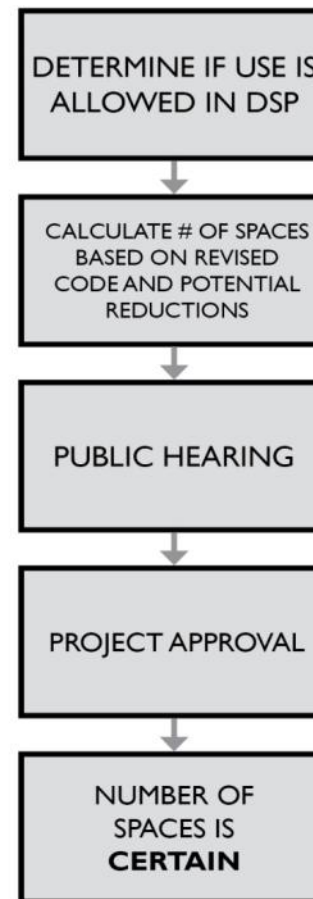 DETERMINE IF USE IS
ALLOWED IN DSP
CALCULATE # OF SPACES
BASED ON REVISED
CODE AND POTENTIAL
REDUCTIONS
PUBLIC HEARING
PROJECT APPROVAL
NUMBER OF
SPACES IS
CERTAIN